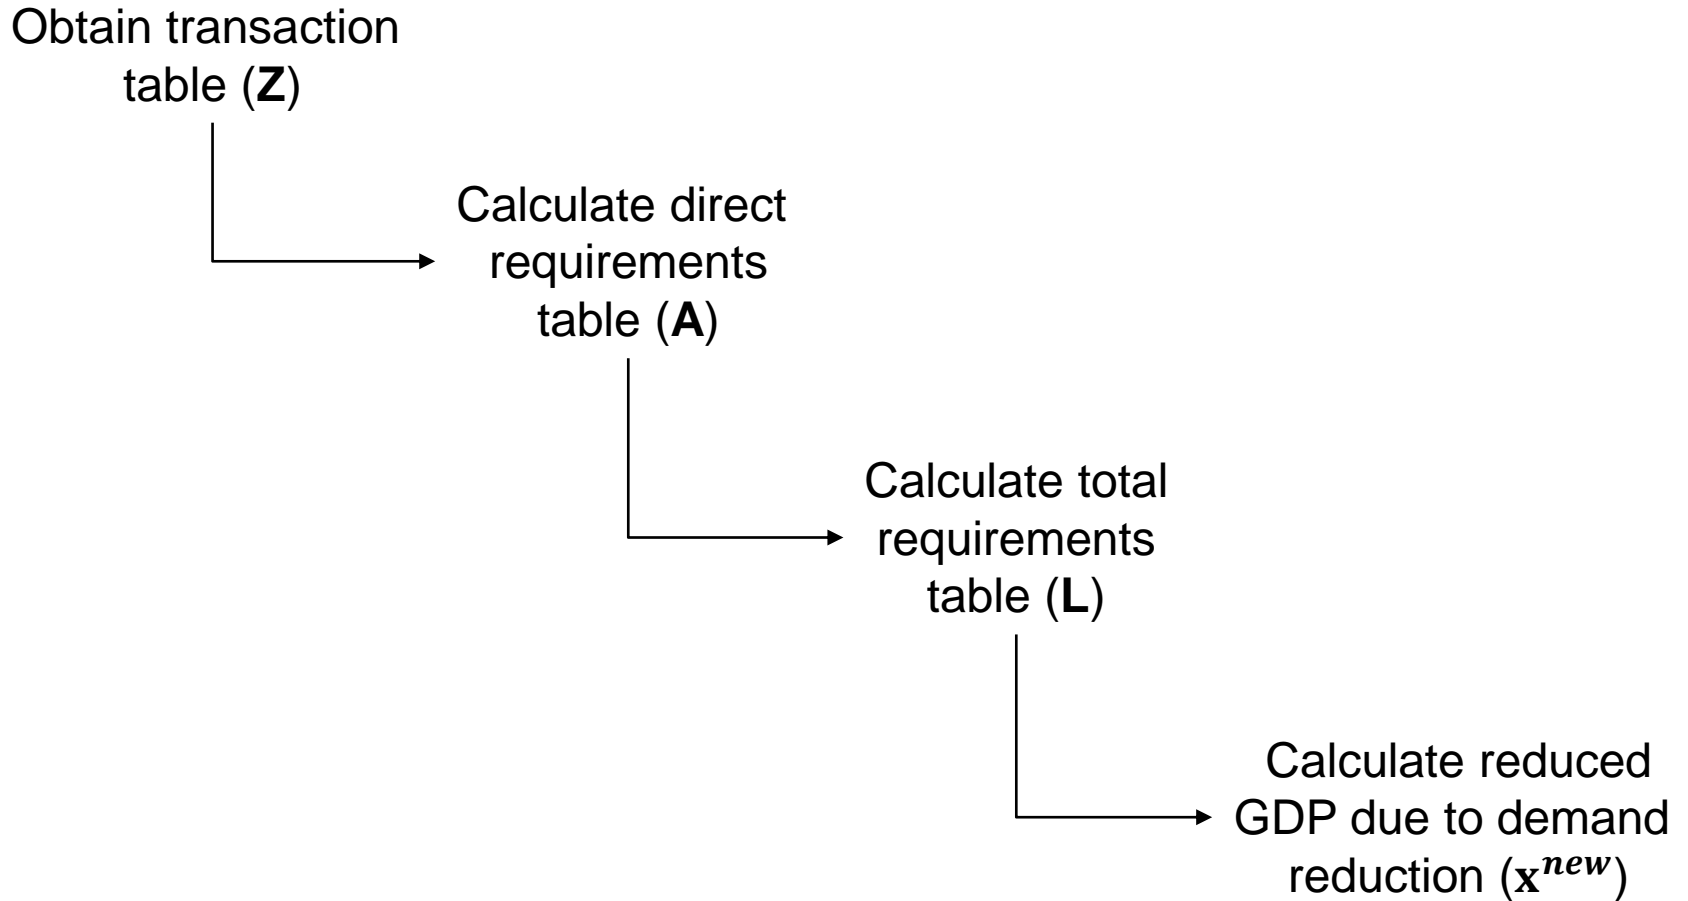 Obtain transaction
table (Z)
Calculate direct
requirements
table (A)
Calculate total
requirements
table (L)
Calculate reduced
GDP due to demand
reduction (x^new)